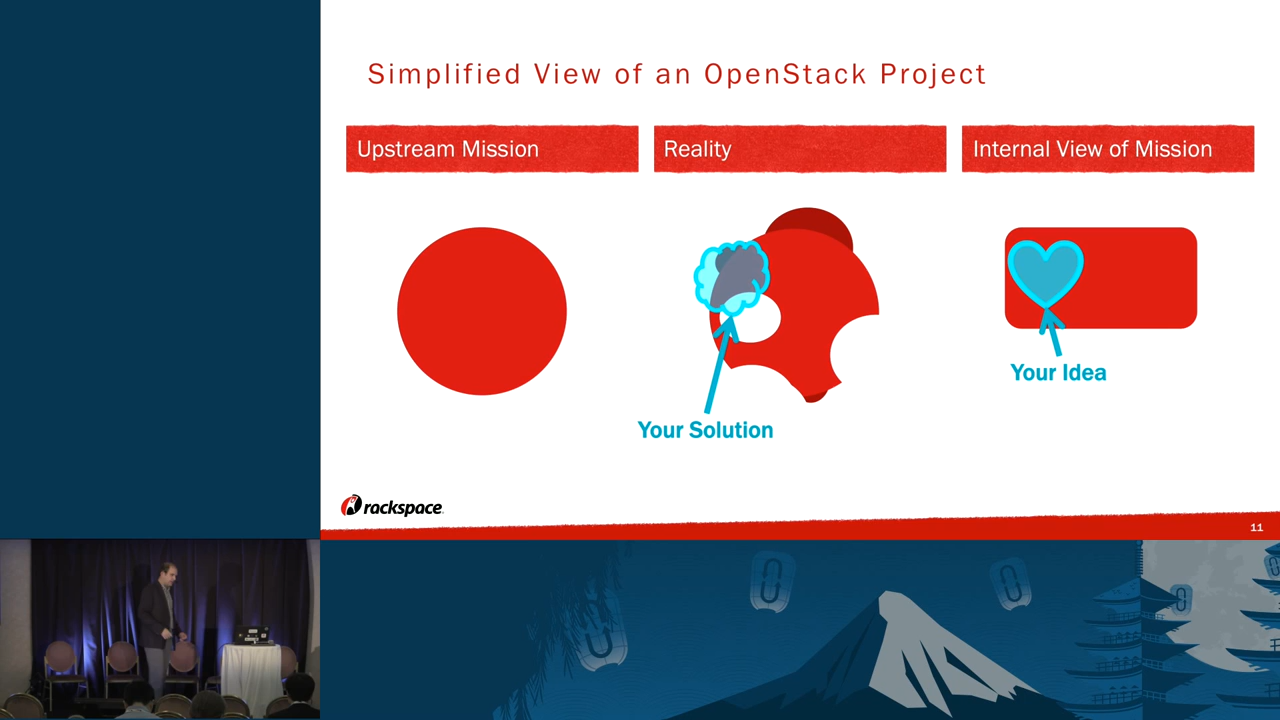 Simplified View of an OpenStack Project
Upstream Mission
Reality
Internal View of Mission
Your Idea
Your Solution
rackspace
11